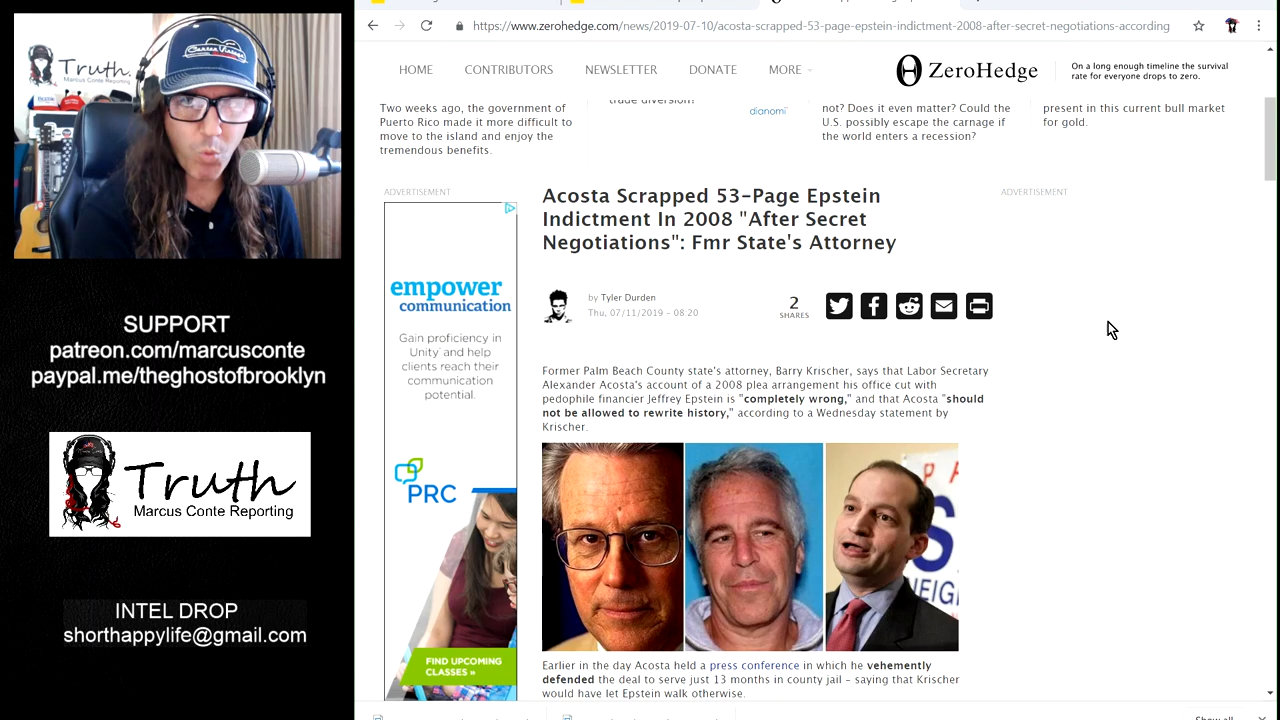 https://www.zerohedge.com/news/2019-07-10/acosta-scrapped-53-page-epstein-indictment-2008-after-secret-negotiations-according
HOME
CONTRIBUTORS
NEWSLETTER
DONATE
MORE
ZeroHedge
On a long enough timeline the survival
rate for everyone drops to zero.
Two weeks ago, the government of
Puerto Rico made it more difficult to
move to the island and enjoy the
tremendous benefits.
trade diversion?
dianomi
not? Does it even matter? Could the
U.S. possibly escape the carnage if
the world enters a recession?
present in this current bull market
for gold.
ADVERTISEMENT
empower
communication
Gain proficiency in
Unity and help
clients reach their
communication
potential.
PRC
FIND UPCOMING
CLASSES »
Acosta Scrapped 53-Page Epstein
Indictment In 2008 "After Secret
Negotiations": Fmr State's Attorney
ADVERTISEMENT
by Tyler Durden
Thu, 07/11/2019 - 08:20
2
SHARES
Former Palm Beach County state's attorney, Barry Krischer, says that Labor Secretary
Alexander Acosta's account of a 2008 plea arrangement his office cut with
pedophile financier Jeffrey Epstein is "completely wrong," and that Acosta "should
not be allowed to rewrite history," according to a Wednesday statement by
Krischer.
Earlier in the day Acosta held a press conference in which he vehemently
defended the deal to serve just 13 months in county jail - saying that Krischer
would have let Epstein walk otherwise.
Truth.
Marcus Conte Reporting
SUPPORT
patreon.com/marcusconte
paypal.me/theghostofbrooklyn
Truth
Marcus Conte Reporting
INTEL DROP
shorthappylife@gmail.com